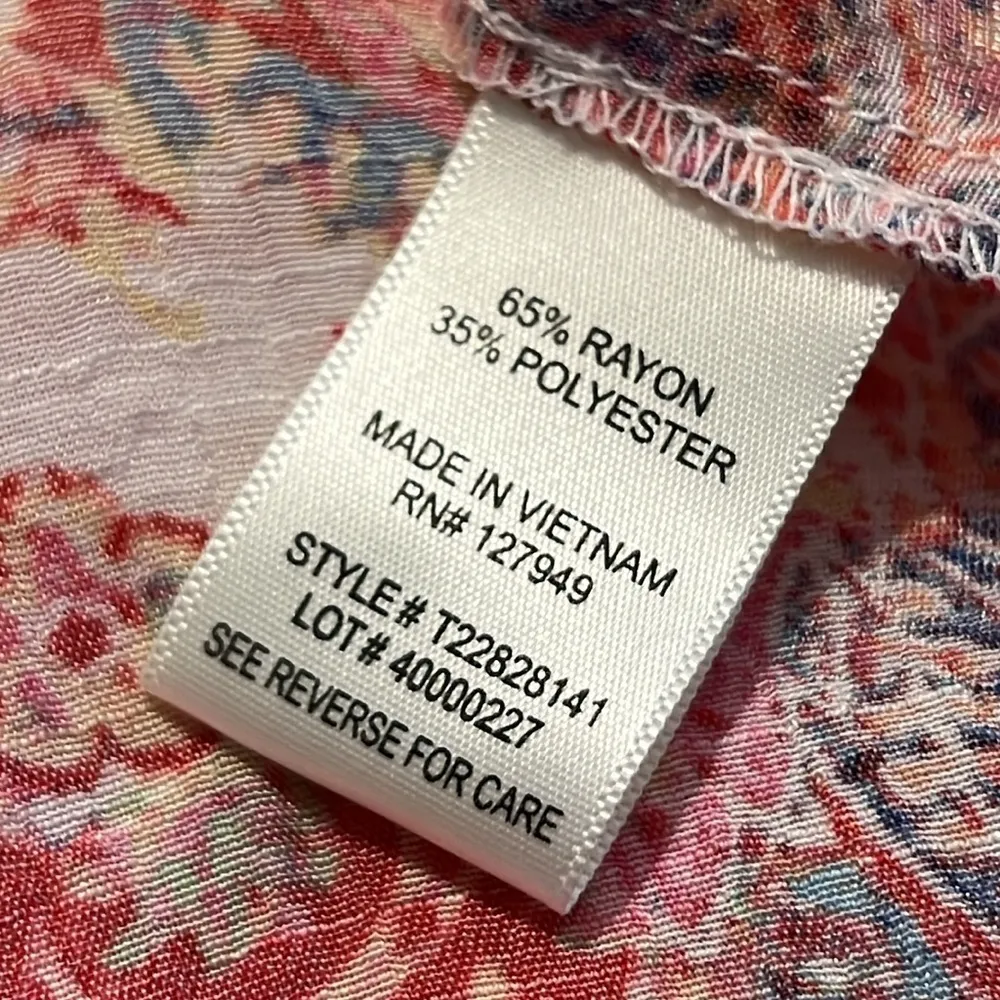 65% RAYON
35% POLYESTER
MADE IN VIETNAM
RN# 127949
STYLE # T22828141
LOT # 40000227
SEE REVERSE FOR CARE